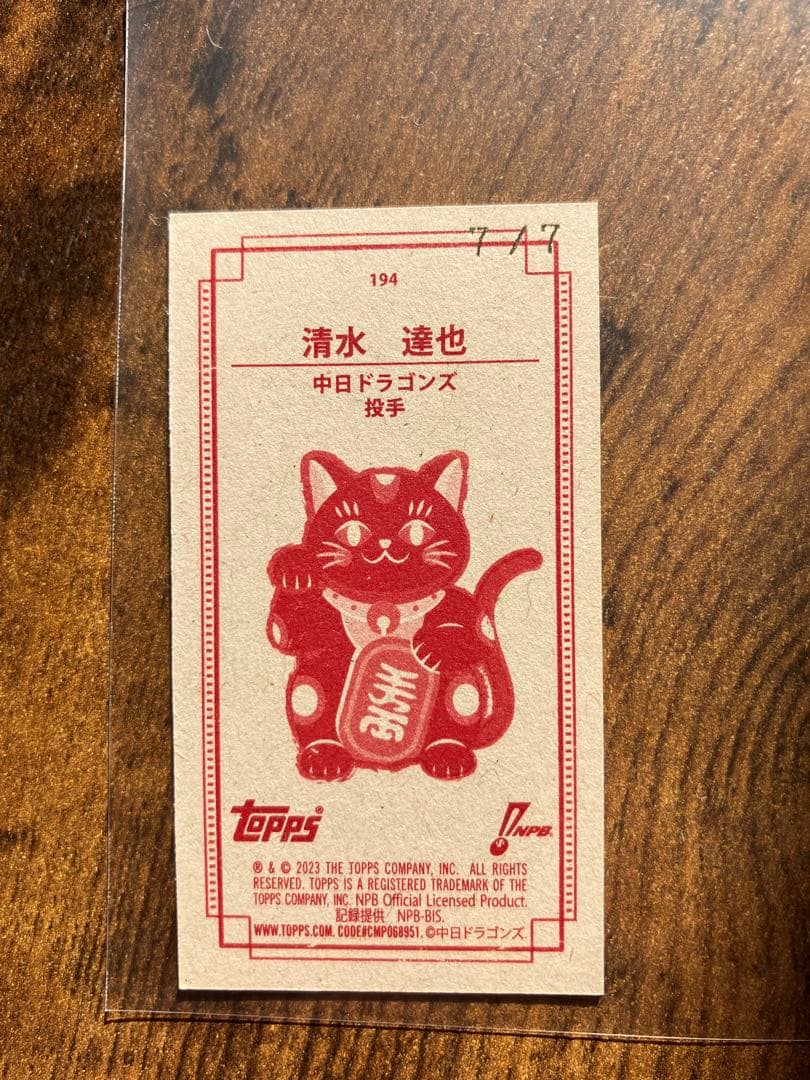 7/7
194
清水 達也
中日ドラゴンズ
投手
topps®
NPB®
® & © 2023 THE TOPPS COMPANY, INC. ALL RIGHTS
RESERVED. TOPPS IS A REGISTERED TRADEMARK OF THE
TOPPS COMPANY, INC. NPB Official Licensed Product.
記録提供 NPB-BIS.
WWW.TOPPS.COM. CODE#CMP068951. ©中日ドラゴンズ.